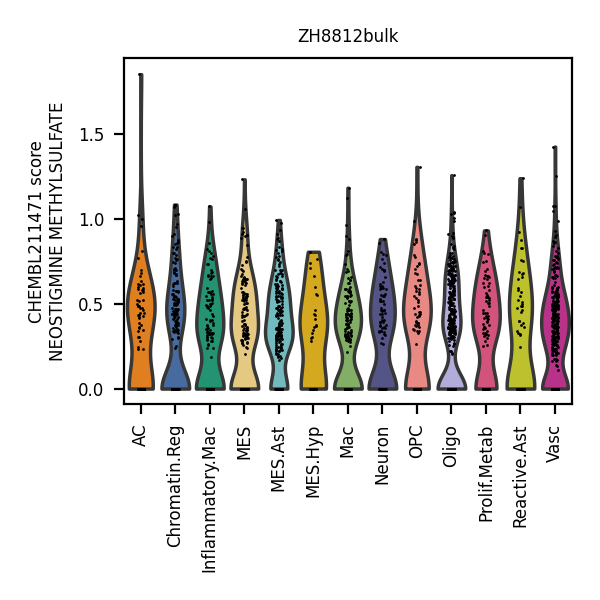 ZH8812bulk
CHEMBL211471 score
NEOSTIGMINE METHYLSULFATE
1.5
1.0
0.5
0.0
AC
Chromatin.Reg
Inflammatory.Mac
MES
MES.Ast
MES.Hyp
Mac
Neuron
OPC
Oligo
Prolif.Metab
Reactive.Ast
Vasc